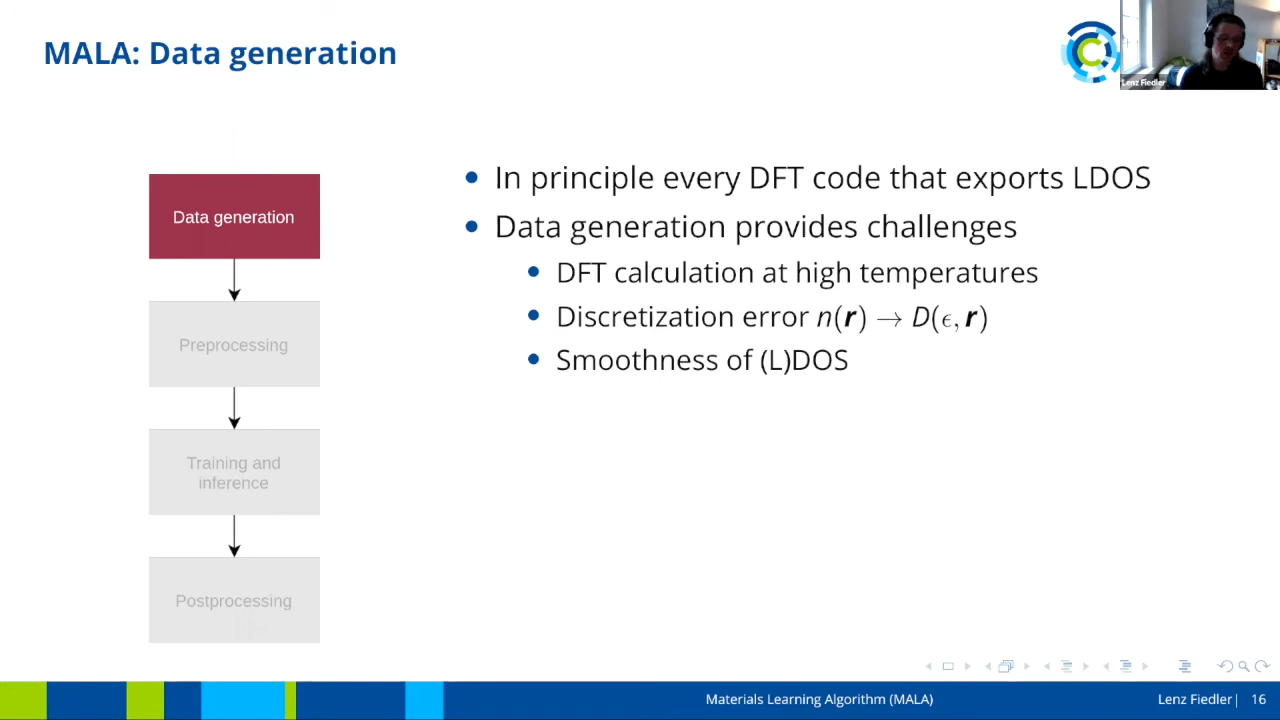 MALA: Data generation
Lenz Fiedler
Data generation
Preprocessing
Training and
inference
Postprocessing
• In principle every DFT code that exports LDOS
• Data generation provides challenges
• DFT calculation at high temperatures
• Discretization error n(r) → D(ϵ, r)
• Smoothness of (L)DOS
Materials Learning Algorithm (MALA)
Lenz Fiedler| 16